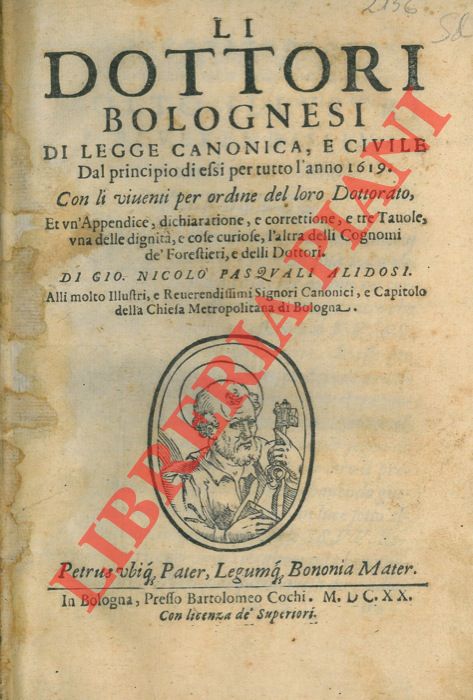 2156
Sd
LI
DOTTORI
BOLOGNESI
DI LEGGE CANONICA, E CIVILE
Dal principio di essi per tutto l'anno 1619.
Con li viuenti per ordine del loro Dottorato,
Et vn'Appendice, dichiaratione, e correttione, e tre Tauole,
vna delle dignità, e cose curiose, l'altra delli Cognomi
de' Forestieri, e delli Dottori.
DI GIO. NICOLO' PASQVALI ALIDOSI.
Alli molto Illustri, e Reuerendissimi Signori Canonici, e Capitolo
della Chiesa Metropolitana di Bologna.
LIBRERIA PIANI
Petrus vbiq́; Pater, Legumq́; Bononia Mater.
In Bologna, Presso Bartolomeo Cochi. M. DC. XX.
Con licenza de' Superiori.